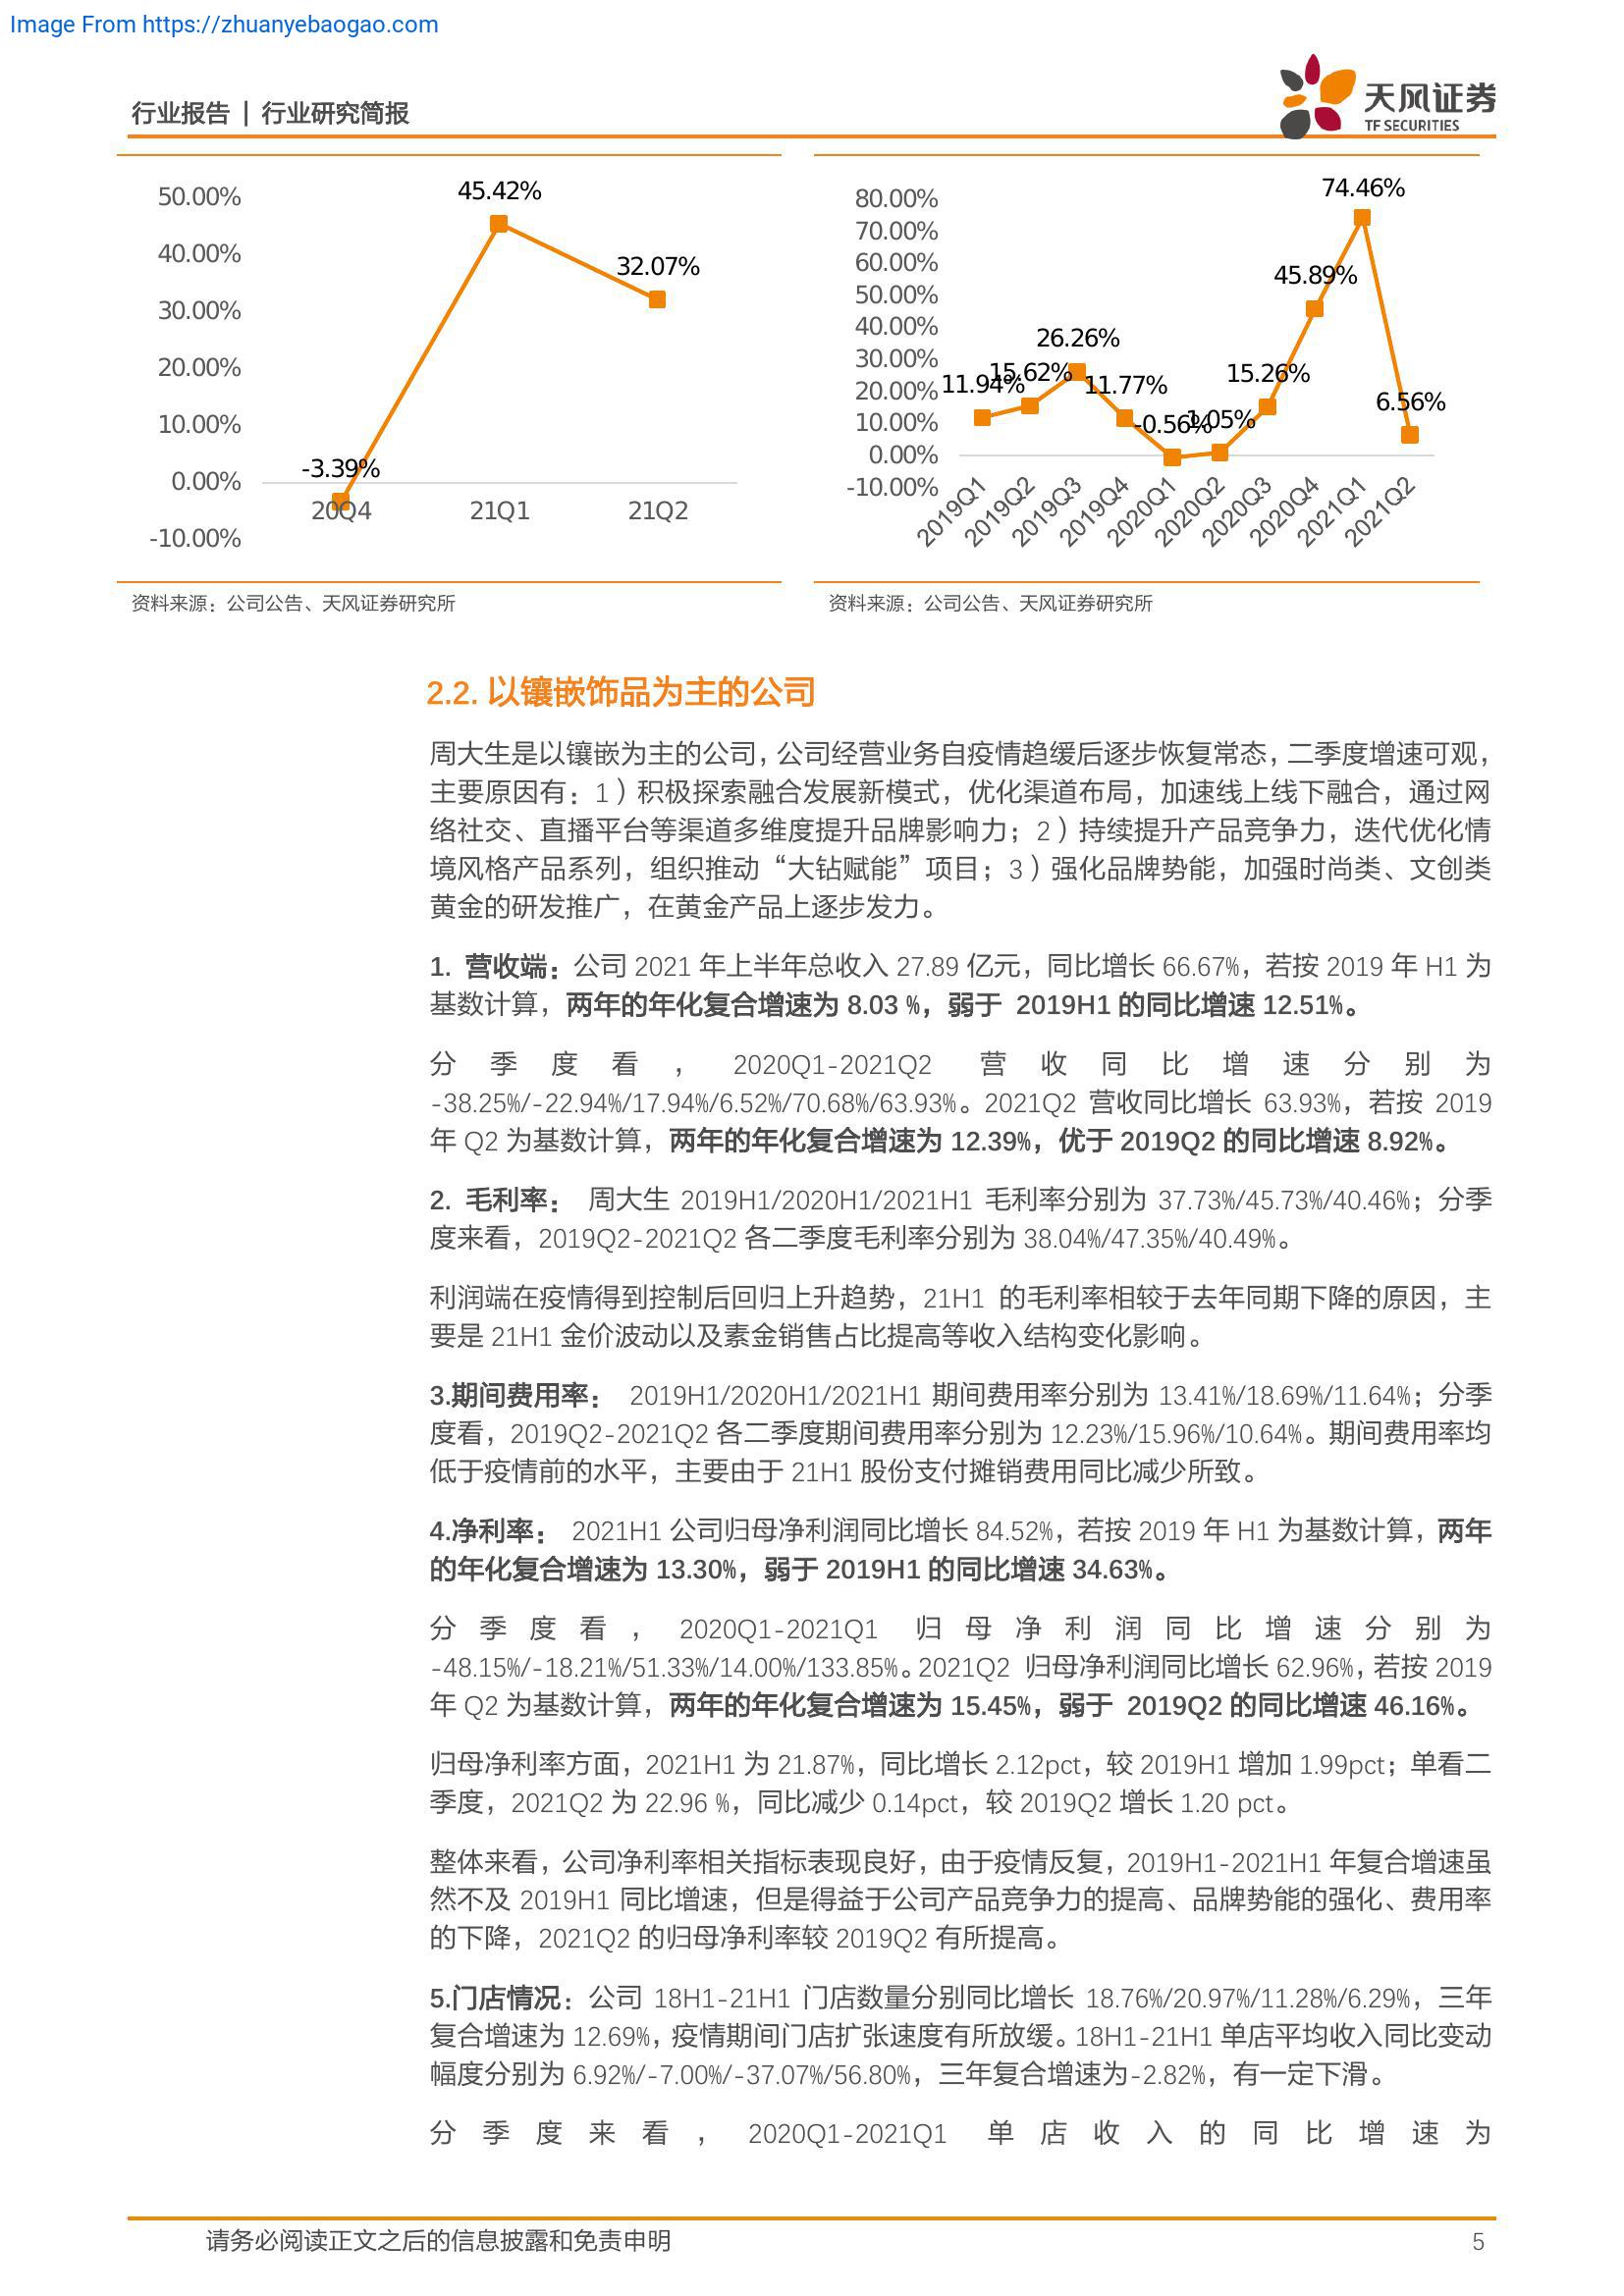 Image From https://zhuanyebaogao.com
行业报告 | 行业研究简报
天风证券
TF SECURITIES
50.00%
40.00%
30.00%
20.00%
10.00%
0.00%
-10.00%
45.42%
32.07%
-3.39%
20Q4 21Q1 21Q2
80.00%
70.00%
60.00%
50.00%
40.00%
30.00%
20.00%
10.00%
0.00%
-10.00%
11.94% 15.62% 26.26% 11.77% -0.56% 1.05% 15.26% 45.89% 74.46% 6.56%
2019Q1 2019Q2 2019Q3 2019Q4 2020Q1 2020Q2 2020Q3 2020Q4 2021Q1 2021Q2
资料来源：公司公告、天风证券研究所
资料来源：公司公告、天风证券研究所
2.2. 以镶嵌饰品为主的公司
周大生是以镶嵌为主的公司，公司经营业务自疫情趋缓后逐步恢复常态，二季度增速可观，
主要原因有：1）积极探索融合发展新模式，优化渠道布局，加速线上线下融合，通过网
络社交、直播平台等渠道多维度提升品牌影响力；2）持续提升产品竞争力，迭代优化情
境风格产品系列，组织推动“大钻赋能”项目；3）强化品牌势能，加强时尚类、文创类
黄金的研发推广，在黄金产品上逐步发力。
1. 营收端：公司 2021 年上半年总收入 27.89 亿元，同比增长 66.67%，若按 2019 年 H1 为
基数计算，两年的年化复合增速为 8.03 %，弱于 2019H1 的同比增速 12.51%。
分季度看，2020Q1-2021Q2 营收同比增速分别为
-38.25%/-22.94%/17.94%/6.52%/70.68%/63.93%。2021Q2 营收同比增长 63.93%，若按 2019
年 Q2 为基数计算，两年的年化复合增速为 12.39%，优于 2019Q2 的同比增速 8.92%。
2. 毛利率： 周大生 2019H1/2020H1/2021H1 毛利率分别为 37.73%/45.73%/40.46%；分季
度来看，2019Q2-2021Q2 各二季度毛利率分别为 38.04%/47.35%/40.49%。
利润端在疫情得到控制后回归上升趋势，21H1 的毛利率相较于去年同期下降的原因，主
要是 21H1 金价波动以及素金销售占比提高等收入结构变化影响。
3.期间费用率： 2019H1/2020H1/2021H1 期间费用率分别为 13.41%/18.69%/11.64%；分季
度看，2019Q2-2021Q2 各二季度期间费用率分别为 12.23%/15.96%/10.64%。期间费用率均
低于疫情前的水平，主要由于 21H1 股份支付摊销费用同比减少所致。
4.净利率： 2021H1 公司归母净利润同比增长 84.52%，若按 2019 年 H1 为基数计算，两年
的年化复合增速为 13.30%，弱于 2019H1 的同比增速 34.63%。
分季度看，2020Q1-2021Q1 归母净利润同比增速分别为
-48.15%/-18.21%/51.33%/14.00%/133.85%。2021Q2 归母净利润同比增长 62.96%，若按 2019
年 Q2 为基数计算，两年的年化复合增速为 15.45%，弱于 2019Q2 的同比增速 46.16%。
归母净利率方面，2021H1 为 21.87%，同比增长 2.12pct，较 2019H1 增加 1.99pct；单看二
季度，2021Q2 为 22.96 %，同比减少 0.14pct，较 2019Q2 增长 1.20 pct。
整体来看，公司净利率相关指标表现良好，由于疫情反复，2019H1-2021H1 年复合增速虽
然不及 2019H1 同比增速，但是得益于公司产品竞争力的提高、品牌势能的强化、费用率
的下降，2021Q2 的归母净利率较 2019Q2 有所提高。
5.门店情况：公司 18H1-21H1 门店数量分别同比增长 18.76%/20.97%/11.28%/6.29%，三年
复合增速为 12.69%，疫情期间门店扩张速度有所放缓。18H1-21H1 单店平均收入同比变动
幅度分别为 6.92%/-7.00%/-37.07%/56.80%，三年复合增速为-2.82%，有一定下滑。
分季度来看，2020Q1-2021Q1 单店收入的同比增速为
请务必阅读正文之后的信息披露和免责申明
5